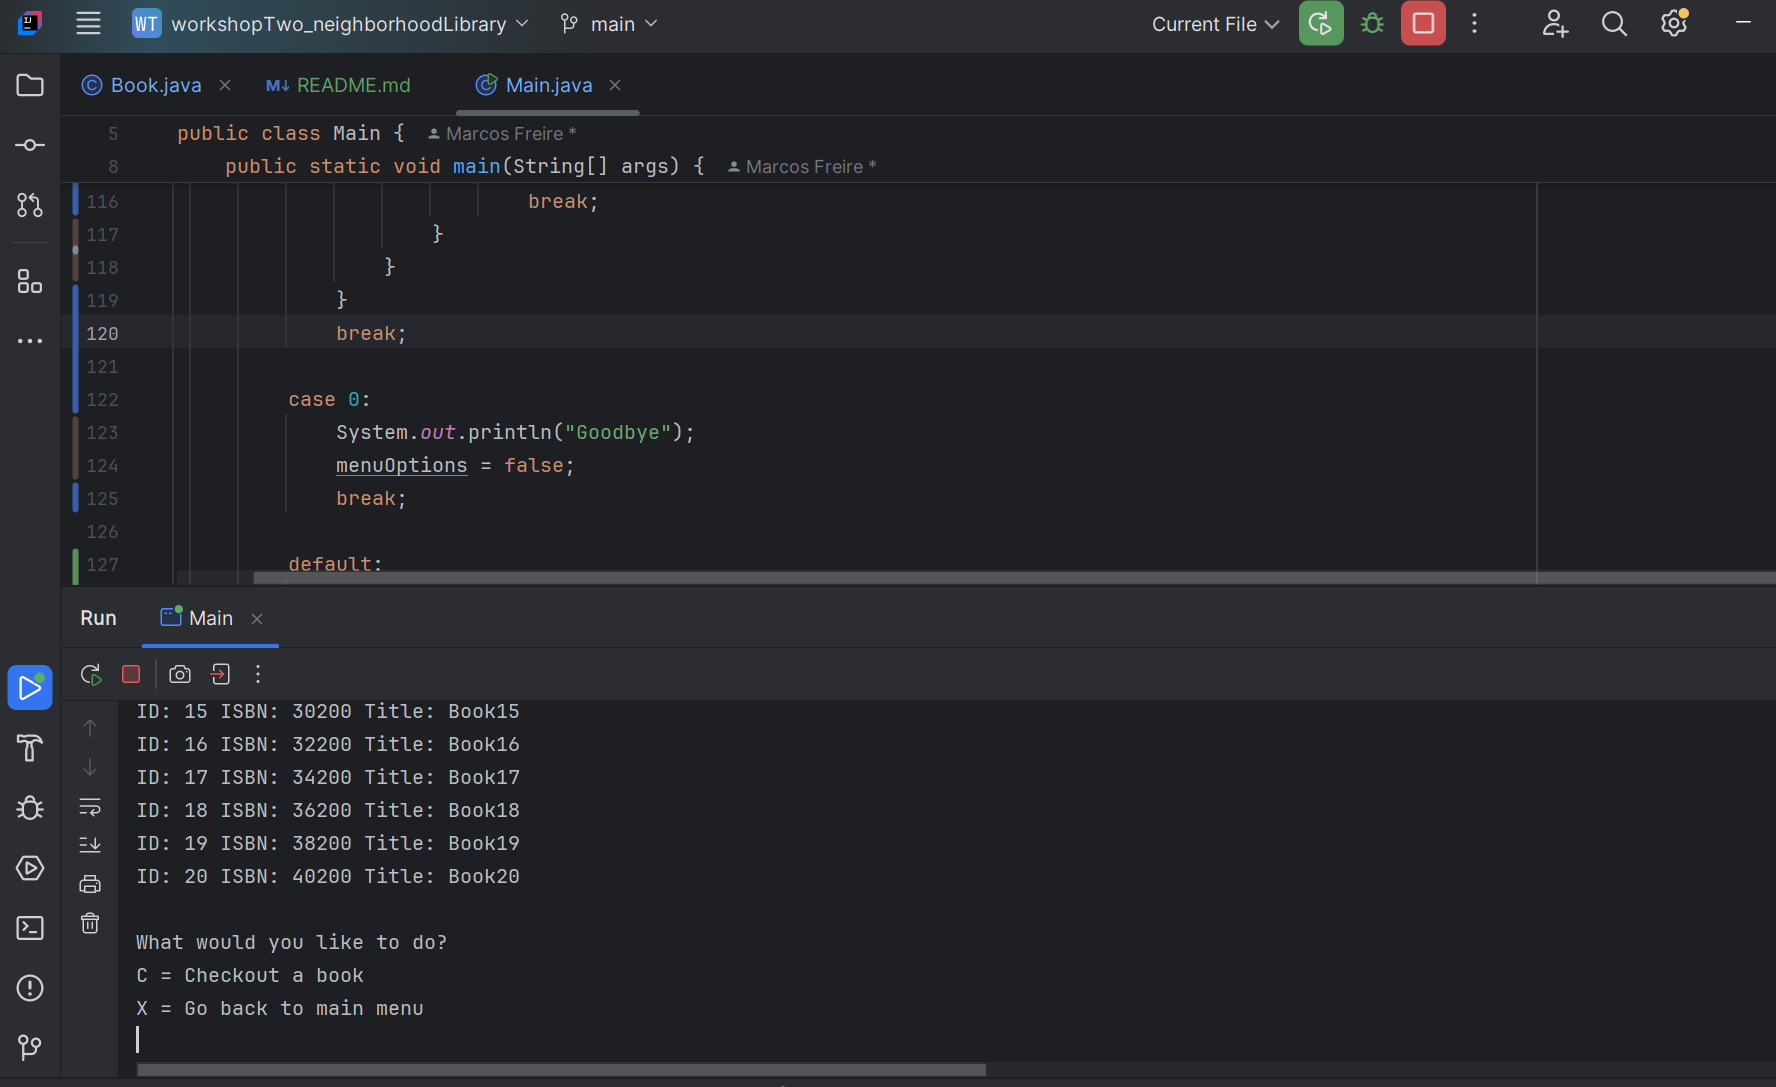 WT workshopTwo_neighborhoodLibrary main Current File
Book.java README.md Main.java
5 public class Main { Marcos Freire *
8 public static void main(String[] args) { Marcos Freire *
116 break;
117 }
118 }
119 }
120 break;
121
122 case 0:
123 System.out.println("Goodbye");
124 menuOptions = false;
125 break;
126
127 default:
Run Main
ID: 15 ISBN: 30200 Title: Book15
ID: 16 ISBN: 32200 Title: Book16
ID: 17 ISBN: 34200 Title: Book17
ID: 18 ISBN: 36200 Title: Book18
ID: 19 ISBN: 38200 Title: Book19
ID: 20 ISBN: 40200 Title: Book20
What would you like to do?
C = Checkout a book
X = Go back to main menu